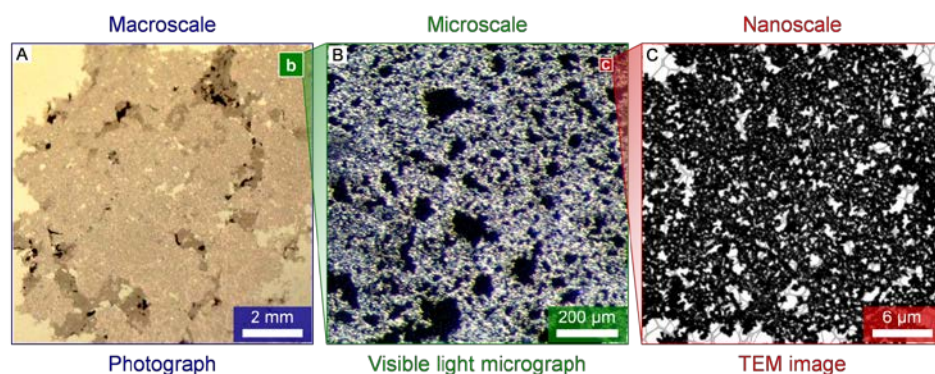 Macroscale
Microscale
Nanoscale
A
b
B
c
C
2 mm
200 µm
6 µm
Photograph
Visible light micrograph
TEM image